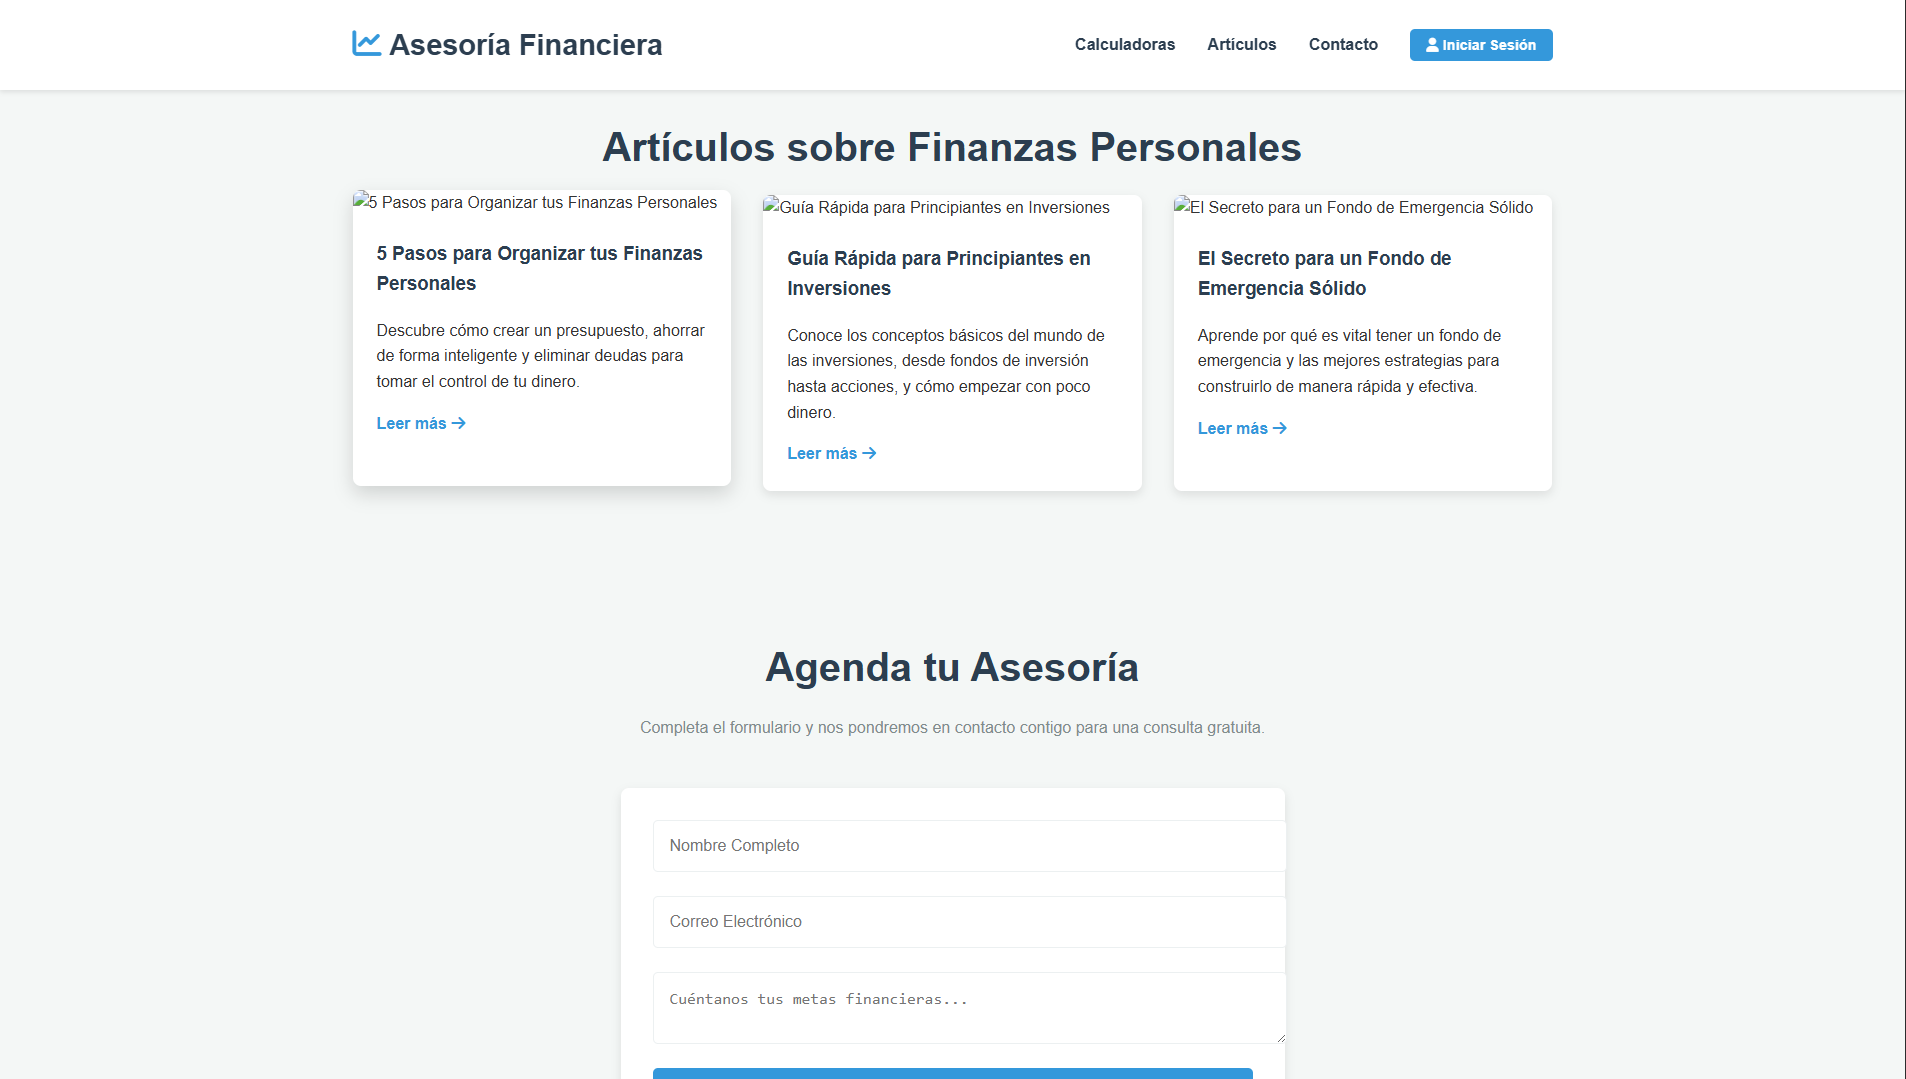 Asesoría Financiera
Calculadoras
Artículos
Contacto
Iniciar Sesión
Artículos sobre Finanzas Personales
5 Pasos para Organizar tus Finanzas Personales
5 Pasos para Organizar tus Finanzas
Personales
Descubre cómo crear un presupuesto, ahorrar
de forma inteligente y eliminar deudas para
tomar el control de tu dinero.
Leer más
Guía Rápida para Principiantes en Inversiones
Guía Rápida para Principiantes en
Inversiones
Conoce los conceptos básicos del mundo de
las inversiones, desde fondos de inversión
hasta acciones, y cómo empezar con poco
dinero.
Leer más
El Secreto para un Fondo de Emergencia Sólido
El Secreto para un Fondo de
Emergencia Sólido
Aprende por qué es vital tener un fondo de
emergencia y las mejores estrategias para
construirlo de manera rápida y efectiva.
Leer más
Agenda tu Asesoría
Completa el formulario y nos pondremos en contacto contigo para una consulta gratuita.
Nombre Completo
Correo Electrónico
Cuéntanos tus metas financieras...